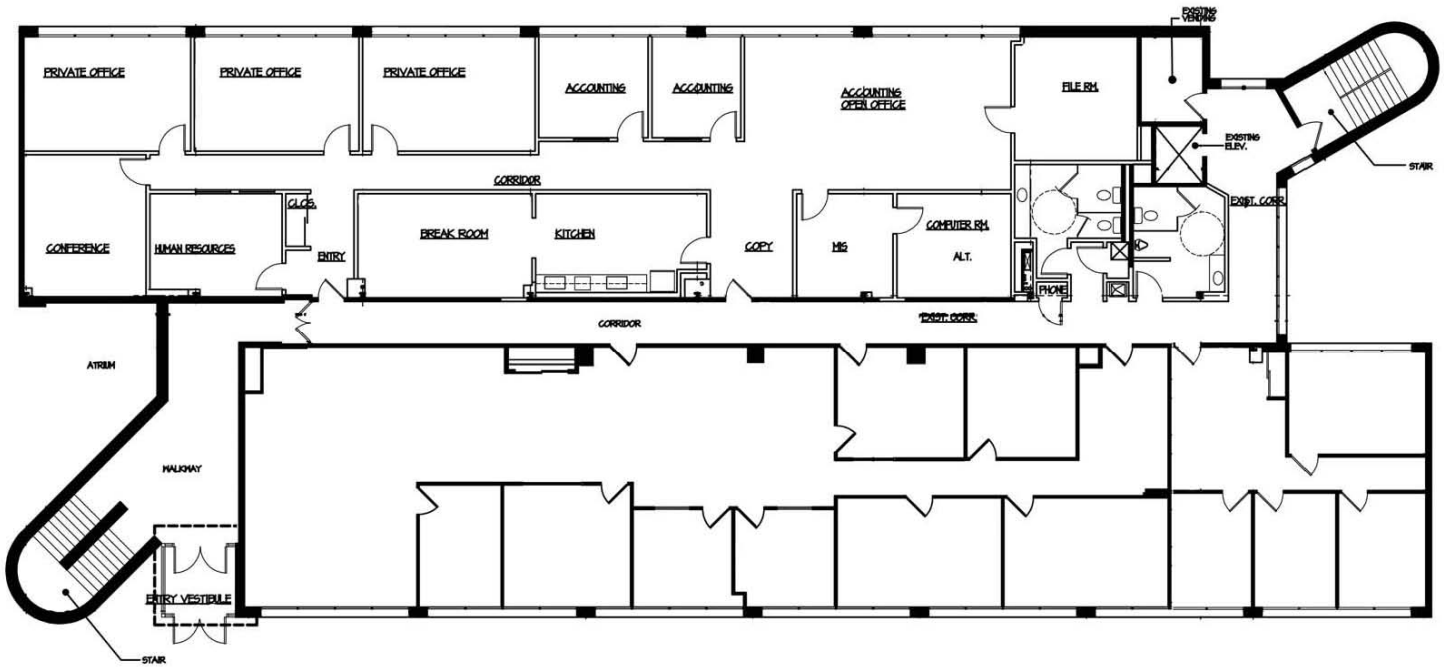 EXISTING
VENDING
PRIVATE OFFICE
PRIVATE OFFICE
PRIVATE OFFICE
ACCOUNTING
ACCOUNTING
ACCOUNTING
OPEN OFFICE
FILE RM.
EXISTING
ELEV.
STAIR
CORRIDOR
CLOS.
EXIST. CORR.
CONFERENCE
HUMAN RESOURCES
ENTRY
BREAK ROOM
KITCHEN
COPY
MIS
COMPUTER RM.
ALT.
PHONE
CORRIDOR
EXIST. CORR.
ATRIUM
WALKWAY
ENTRY VESTIBULE
STAIR